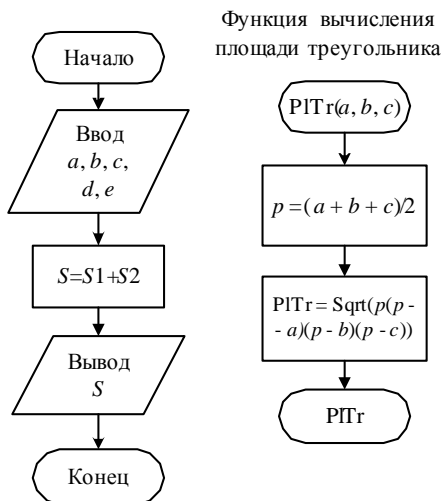 Начало
Ввод
a, b, c,
d, e
S=S1+S2
Вывод
S
Конец
Функция вычисления
площади треугольника
PlTr(a, b, c)
p = (a + b + c)/2
PlTr = Sqrt(p(p -
- a)(p - b)(p - c))
PlTr